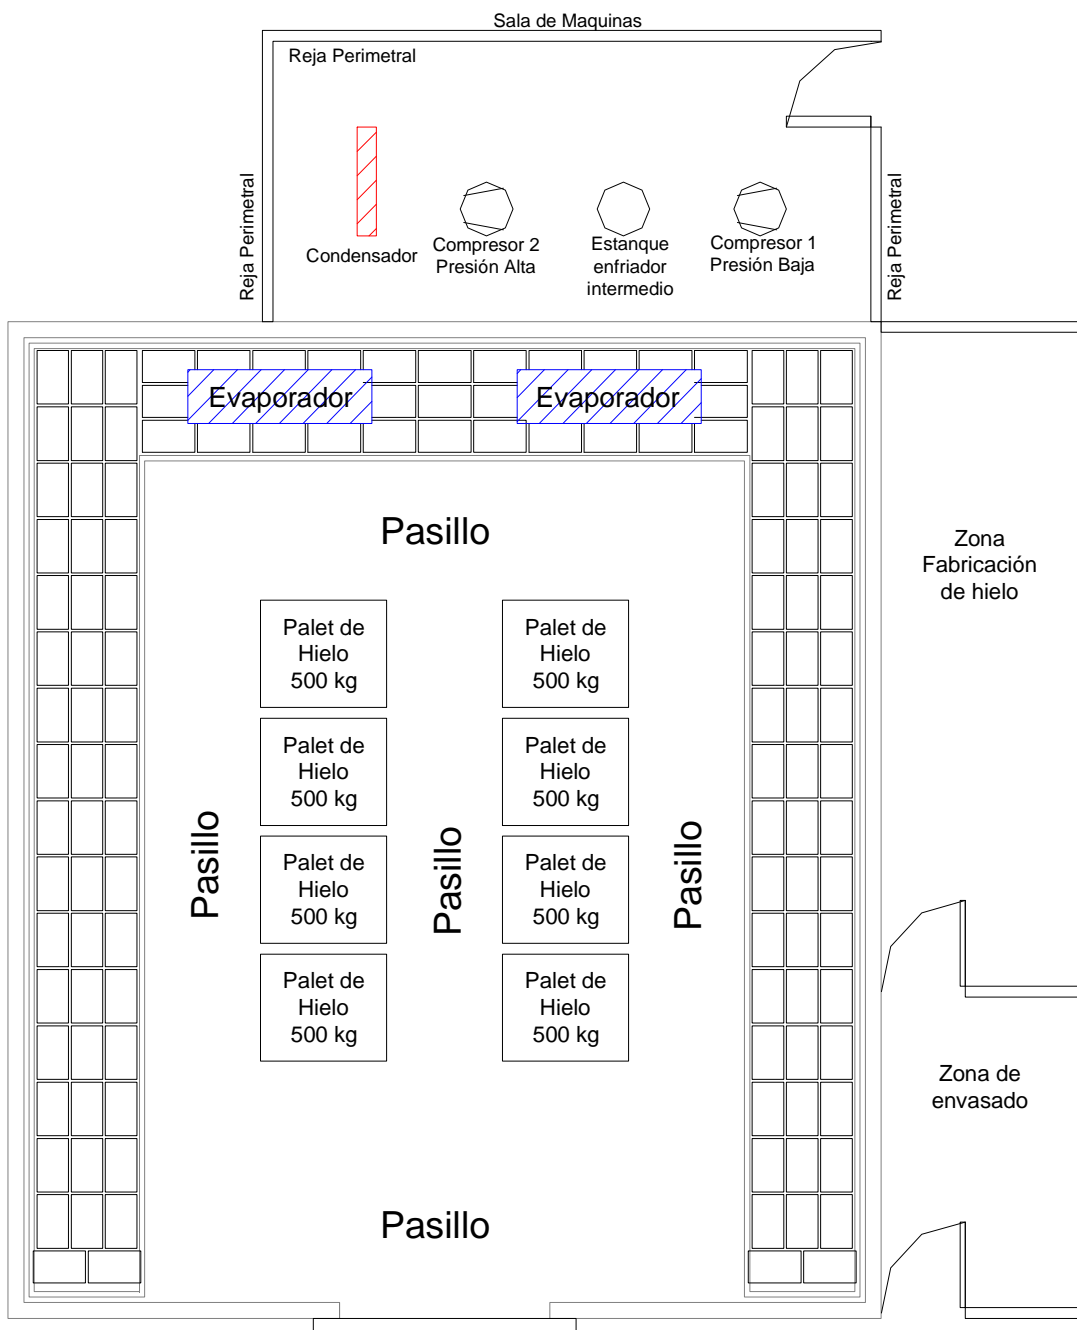 Sala de Maquinas
Reja Perimetral
Reja Perimetral
Reja Perimetral
Condensador
Compresor 2
Presión Alta
Estanque
enfriador
intermedio
Compresor 1
Presión Baja
Evaporador
Evaporador
Pasillo
Zona
Fabricación
de hielo
Palet de
Hielo
500 kg
Palet de
Hielo
500 kg
Palet de
Hielo
500 kg
Palet de
Hielo
500 kg
Pasillo
Pasillo
Pasillo
Palet de
Hielo
500 kg
Palet de
Hielo
500 kg
Palet de
Hielo
500 kg
Palet de
Hielo
500 kg
Zona de
envasado
Pasillo